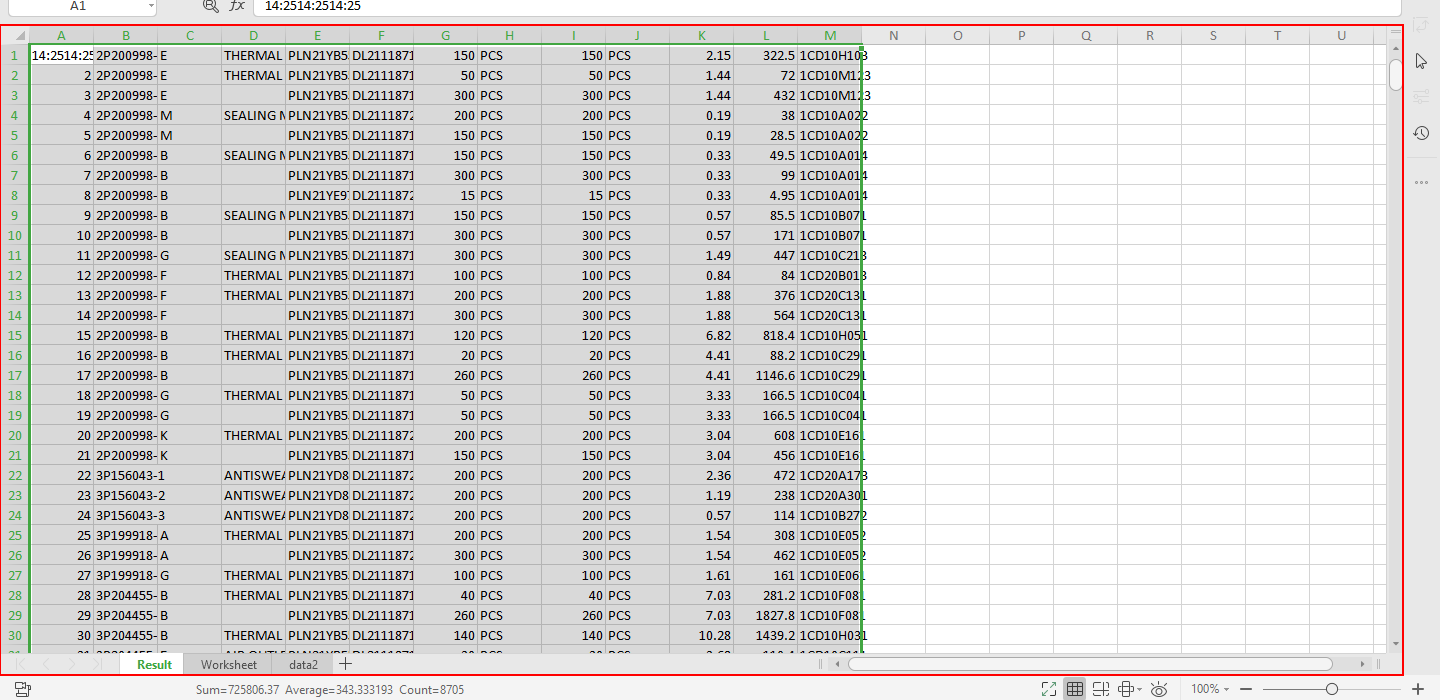 A1 fx 14:2514:2514:25
A B C D E F G H I J K L M N O P Q R S T U
1 14:2514:25 2P200998- E THERMAL PLN21YB5 DL2111871 150 PCS 150 PCS 2.15 322.5 1CD10H103
2 2 2P200998- E THERMAL PLN21YB5 DL2111871 50 PCS 50 PCS 1.44 72 1CD10M123
3 3 2P200998- E PLN21YB5 DL2111871 300 PCS 300 PCS 1.44 432 1CD10M123
4 4 2P200998- M SEALING M PLN21YB5 DL2111872 200 PCS 200 PCS 0.19 38 1CD10A022
5 5 2P200998- M PLN21YB5 DL2111871 150 PCS 150 PCS 0.19 28.5 1CD10A022
6 6 2P200998- B SEALING M PLN21YB5 DL2111871 150 PCS 150 PCS 0.33 49.5 1CD10A014
7 7 2P200998- B PLN21YB5 DL2111871 300 PCS 300 PCS 0.33 99 1CD10A014
8 8 2P200998- B PLN21YE97 DL2111872 15 PCS 15 PCS 0.33 4.95 1CD10A014
9 9 2P200998- B SEALING M PLN21YB5 DL2111871 150 PCS 150 PCS 0.57 85.5 1CD10B071
10 10 2P200998- B PLN21YB5 DL2111871 300 PCS 300 PCS 0.57 171 1CD10B071
11 11 2P200998- G SEALING M PLN21YB5 DL2111871 300 PCS 300 PCS 1.49 447 1CD10C213
12 12 2P200998- F THERMAL PLN21YB5 DL2111871 100 PCS 100 PCS 0.84 84 1CD20B013
13 13 2P200998- F THERMAL PLN21YB5 DL2111871 200 PCS 200 PCS 1.88 376 1CD20C131
14 14 2P200998- F PLN21YB5 DL2111871 300 PCS 300 PCS 1.88 564 1CD20C131
15 15 2P200998- B THERMAL PLN21YB5 DL2111871 120 PCS 120 PCS 6.82 818.4 1CD10H051
16 16 2P200998- B THERMAL PLN21YB5 DL2111871 20 PCS 20 PCS 4.41 88.2 1CD10C291
17 17 2P200998- B PLN21YB5 DL2111871 260 PCS 260 PCS 4.41 1146.6 1CD10C291
18 18 2P200998- G THERMAL PLN21YB5 DL2111871 50 PCS 50 PCS 3.33 166.5 1CD10C041
19 19 2P200998- G PLN21YB5 DL2111871 50 PCS 50 PCS 3.33 166.5 1CD10C041
20 20 2P200998- K THERMAL PLN21YB5 DL2111872 200 PCS 200 PCS 3.04 608 1CD10E161
21 21 2P200998- K PLN21YB5 DL2111871 150 PCS 150 PCS 3.04 456 1CD10E161
22 22 3P156043-1 ANTISWEA PLN21YD8 DL2111872 200 PCS 200 PCS 2.36 472 1CD20A173
23 23 3P156043-2 ANTISWEA PLN21YD8 DL2111872 200 PCS 200 PCS 1.19 238 1CD20A301
24 24 3P156043-3 ANTISWEA PLN21YD8 DL2111872 200 PCS 200 PCS 0.57 114 1CD10B272
25 25 3P199918- A THERMAL PLN21YB5 DL2111871 200 PCS 200 PCS 1.54 308 1CD10E052
26 26 3P199918- A PLN21YB5 DL2111872 300 PCS 300 PCS 1.54 462 1CD10E052
27 27 3P199918- G THERMAL PLN21YB5 DL2111871 100 PCS 100 PCS 1.61 161 1CD10E061
28 28 3P204455- B THERMAL PLN21YB5 DL2111871 40 PCS 40 PCS 7.03 281.2 1CD10F081
29 29 3P204455- B PLN21YB5 DL2111871 260 PCS 260 PCS 7.03 1827.8 1CD10F081
30 30 3P204455- B THERMAL PLN21YB5 DL2111871 140 PCS 140 PCS 10.28 1439.2 1CD10H031
Result Worksheet data2
Sum=725806.37 Average=343.333193 Count=8705 100%